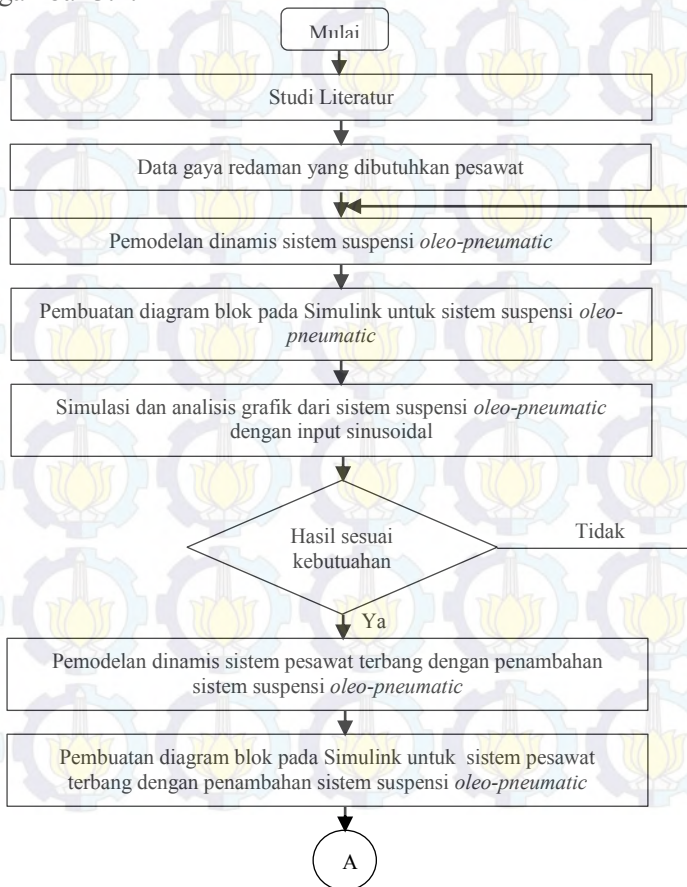 Mulai
Studi Literatur
Data gaya redaman yang dibutuhkan pesawat
Pemodelan dinamis sistem suspensi oleo-pneumatic
Pembuatan diagram blok pada Simulink untuk sistem suspensi oleo-
pneumatic
Simulasi dan analisis grafik dari sistem suspensi oleo-pneumatic
dengan input sinusoidal
Hasil sesuai
kebutuahan
Tidak
Ya
Pemodelan dinamis sistem pesawat terbang dengan penambahan
sistem suspensi oleo-pneumatic
Pembuatan diagram blok pada Simulink untuk sistem pesawat
terbang dengan penambahan sistem suspensi oleo-pneumatic
A